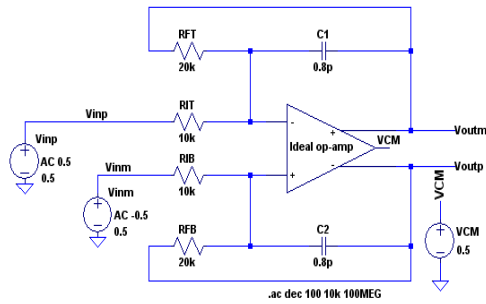 RFT
C1
20k
0.8p
Vinp
RIT
-
+
Voutm
10k
VCM
Ideal op-amp
Vinp
+
AC 0.5
-
0.5
Vinm
RIB
+
-
Voutp
Vinm
10k
+
AC -0.5
-
0.5
VCM
C2
RFB
0.8p
20k
+
VCM
-
0.5
.ac dec 100 10k 100MEG